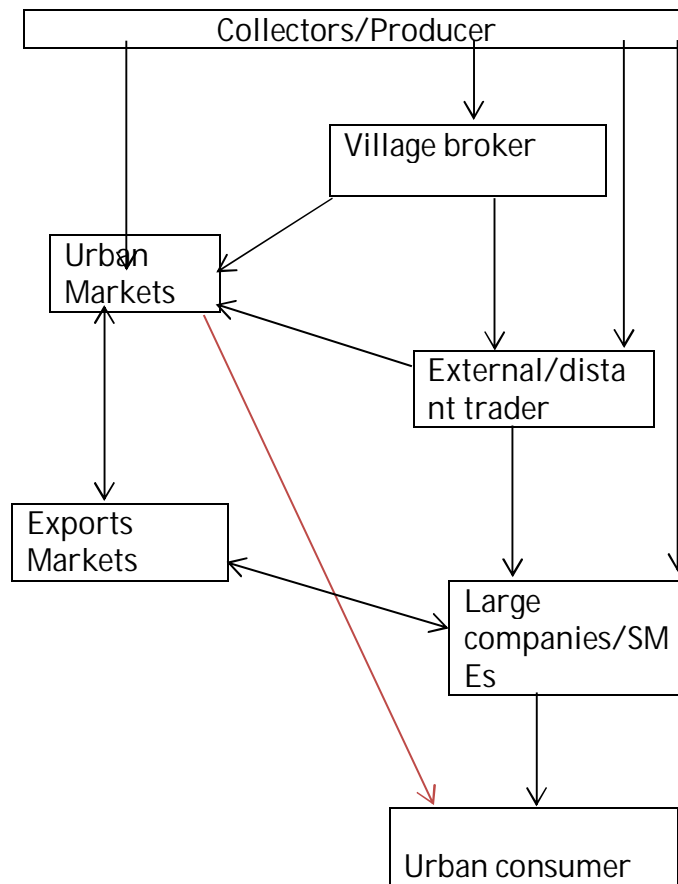 Collectors/Producer
Village broker
Urban
Markets
External/dista
nt trader
Exports
Markets
Large
companies/SM
Es
Urban consumer